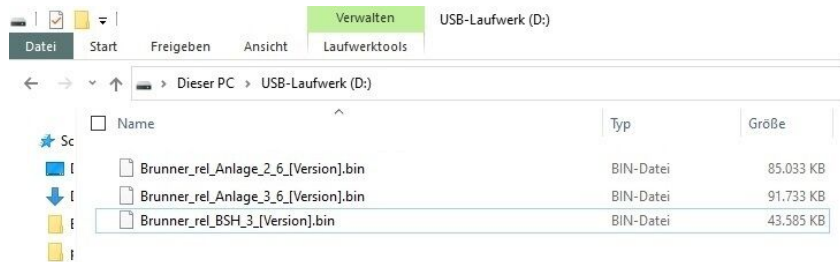 Verwalten USB-Laufwerk (D:)
Datei Start Freigeben Ansicht Laufwerktools
Dieser PC > USB-Laufwerk (D:)
Name Typ Größe
Brunner_rel_Anlage_2_6_[Version].bin BIN-Datei 85.033 KB
Brunner_rel_Anlage_3_6_[Version].bin BIN-Datei 91.733 KB
Brunner_rel_BSH_3_[Version].bin BIN-Datei 43.585 KB